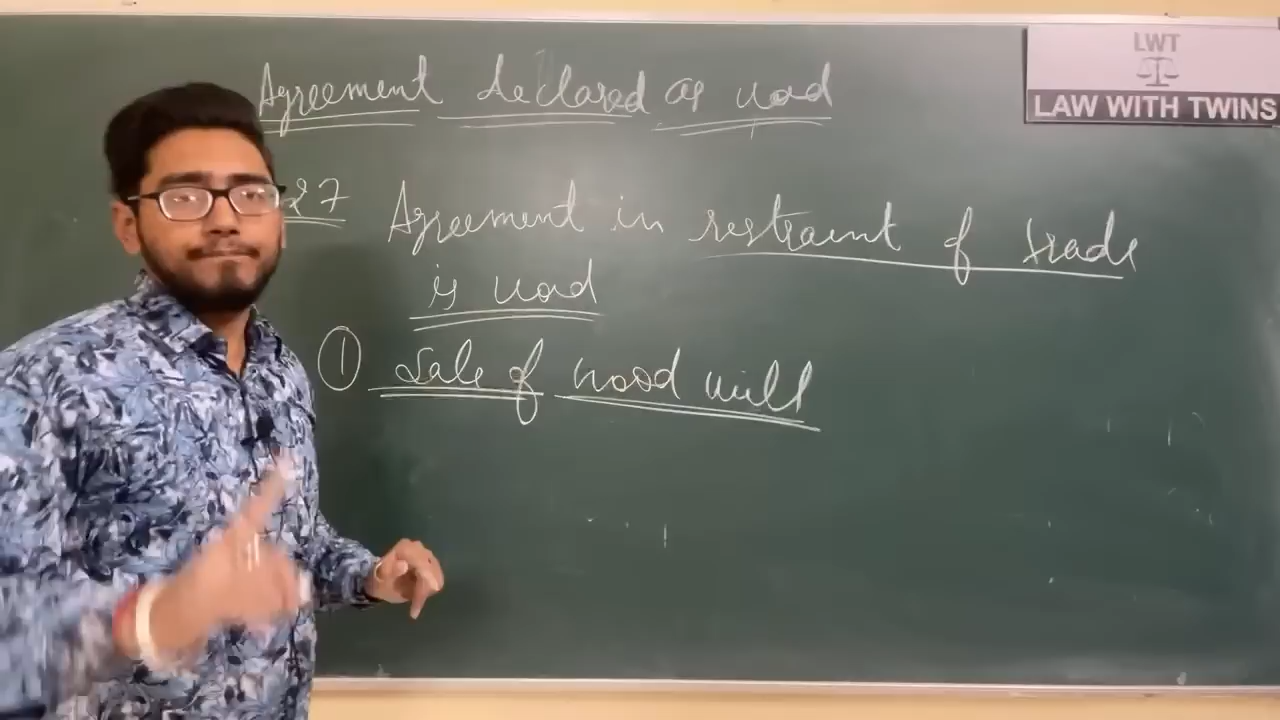 Agreement declared as void
27 Agreement in restraint of trade
is void
① Sale of Good will
LWT
LAW WITH TWINS